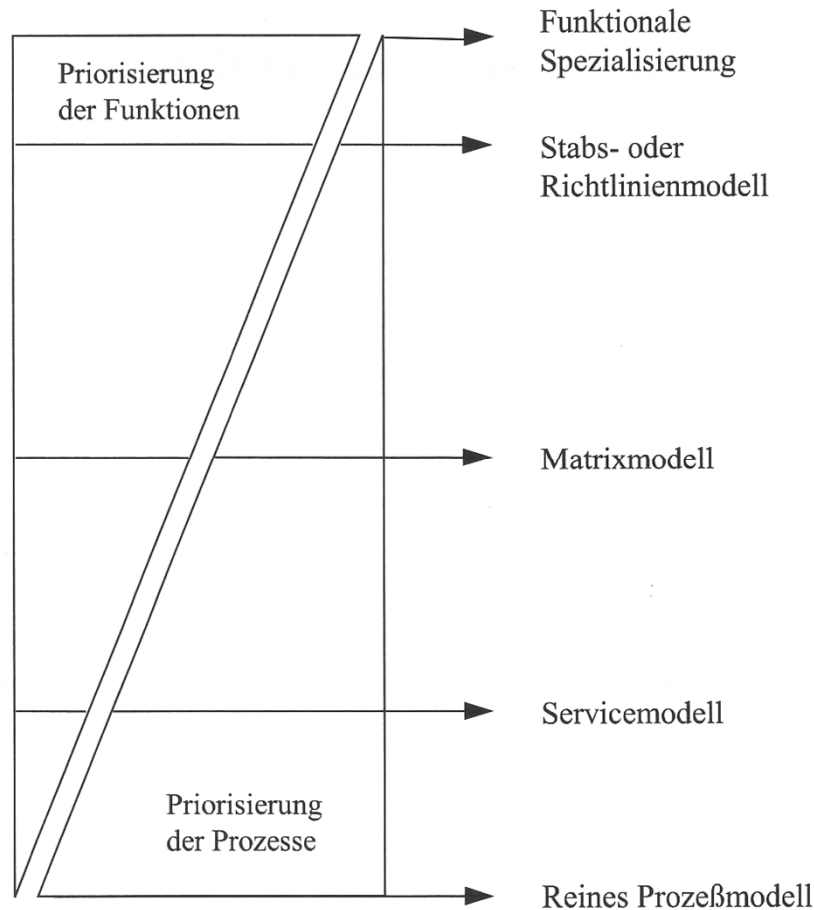 Funktionale
Spezialisierung
Priorisierung
der Funktionen
Stabs- oder
Richtlinienmodell
Matrixmodell
Servicemodell
Priorisierung
der Prozesse
Reines Prozeßmodell